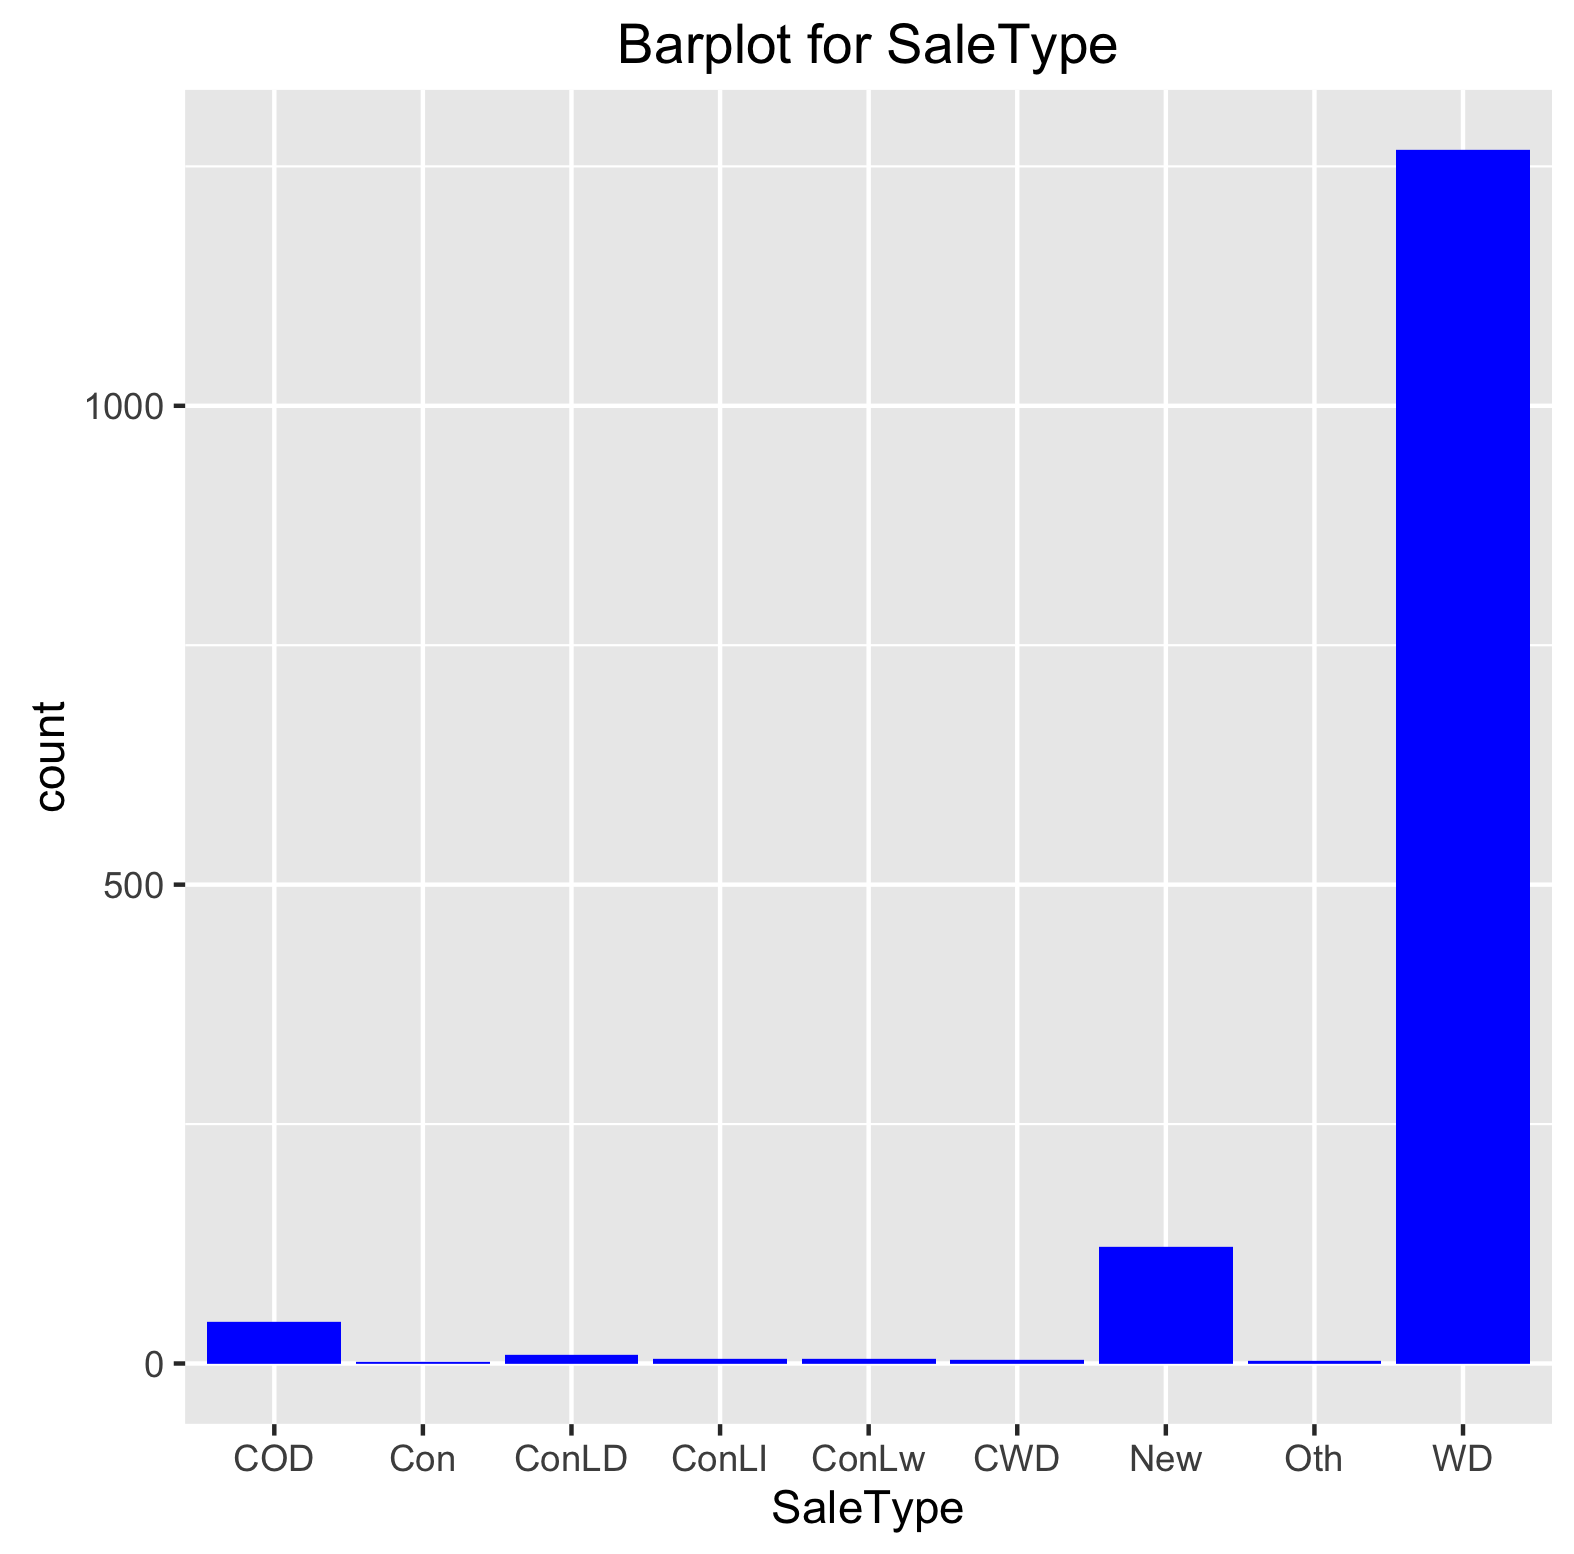 Barplot for SaleType
count
1000
500
0
COD Con ConLD ConLI ConLw CWD New Oth WD
SaleType